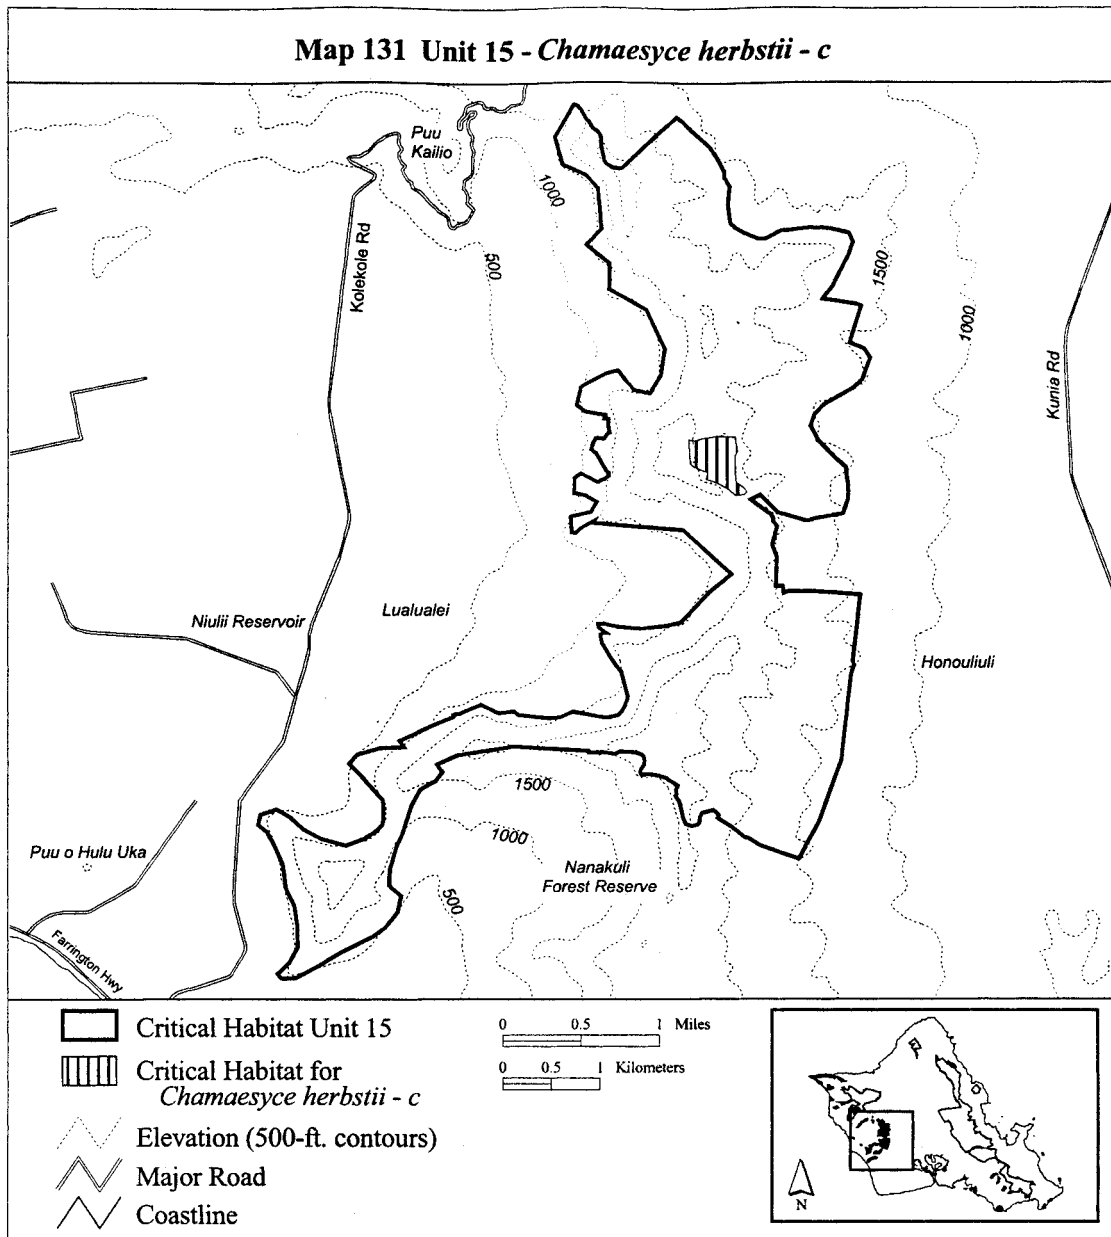 Map 131 Unit 15 - Chamaesyce herbstii - c
Puu
Kailio
1000
500
Kolekole Rd
1500
1000
Kunia Rd
Niulii Reservoir
Lualualei
Honouliuli
1500
1000
Puu o Hulu Uka
Nanakuli
Forest Reserve
500
Farrington Hwy
Critical Habitat Unit 15
Critical Habitat for
Chamaesyce herbstii - c
Elevation (500-ft. contours)
Major Road
Coastline
0 0.5 1 Miles
0 0.5 1 Kilometers
N